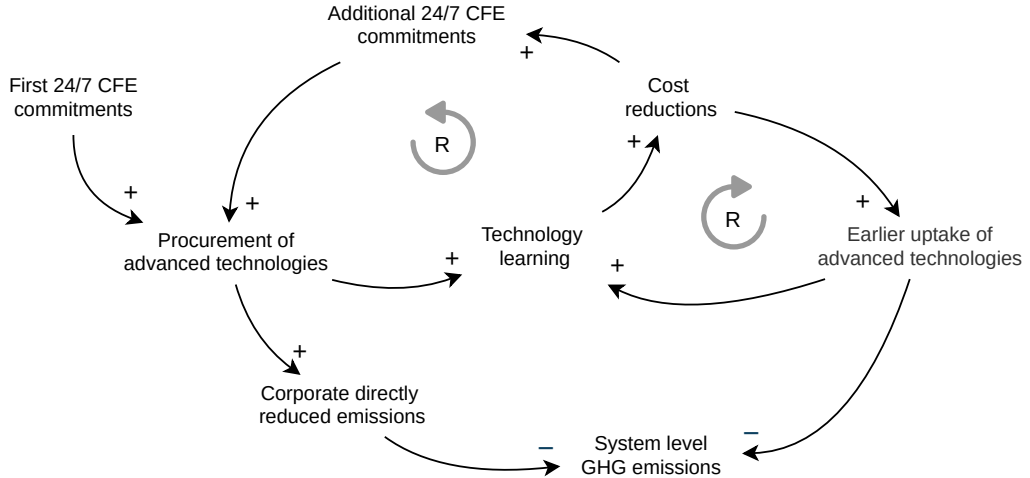 Additional 24/7 CFE
commitments
+
First 24/7 CFE
commitments
Cost
reductions
R
+
+
+
+
R
Procurement of
advanced technologies
Technology
learning
Earlier uptake of
advanced technologies
+
+
+
Corporate directly
reduced emissions
−
−
System level
GHG emissions